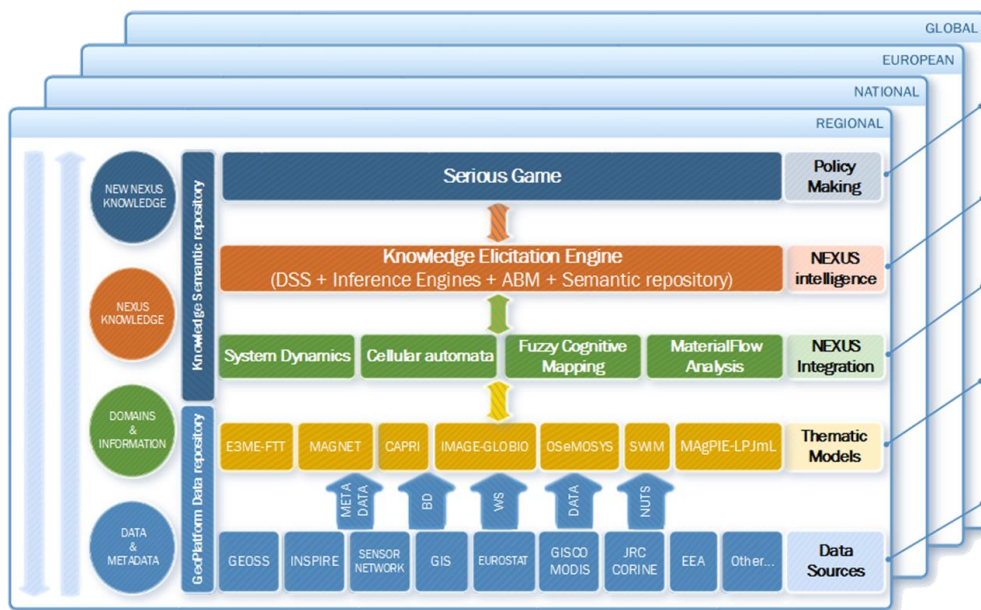 GLOBAL
EUROPEAN
NATIONAL
REGIONAL
NEW NEXUS
KNOWLEDGE
NEXUS
KNOWLEDGE
DOMAINS
&
INFORMATION
DATA
&
METADATA
Knowledge Semantic repository
GeoPlatform Data repository
Serious Game
Policy
Making
Knowledge Elicitation Engine
(DSS + Inference Engines + ABM + Semantic repository)
NEXUS
intelligence
System Dynamics
Cellular automata
Fuzzy Cognitive
Mapping
MaterialFlow
Analysis
NEXUS
Integration
E3ME-FTT
MAGNET
CAPRI
IMAGE-GLOBIO
OSeMOSYS
SWIM
MAgPIE-LPJmL
Thematic
Models
META
DATA
BD
WS
DATA
NUTS
GEOSS
INSPIRE
SENSOR
NETWORK
GIS
EUROSTAT
GISCO
MODIS
JRC
CORINE
EEA
Other...
Data
Sources